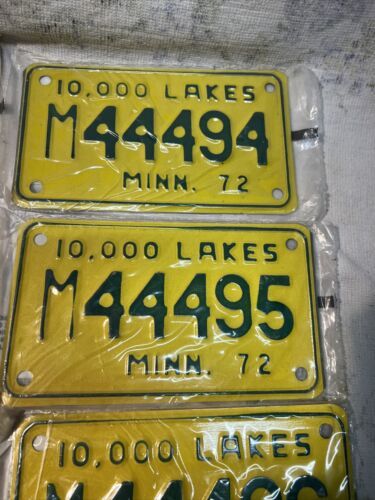 10,000 LAKES
M44494
MINN. 72
10,000 LAKES
M44495
MINN. 72
10,000 LAKES